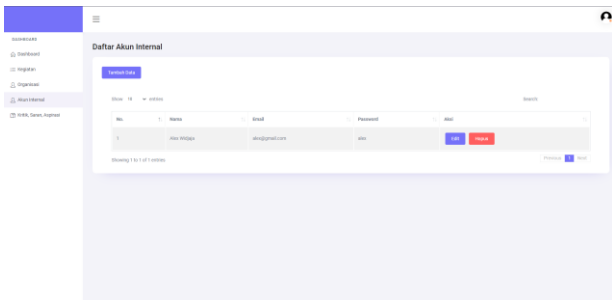 DASHBOARD
Dashboard
Kegiatan
Organisasi
Akun Internal
Kritik, Saran, Aspirasi
Daftar Akun Internal
Tambah Data
Show 10 entries
Search:
No. Nama Email Password Aksi
1 Alex Widjaja alex@gmail.com alex Edit Hapus
Showing 1 to 1 of 1 entries
Previous 1 Next